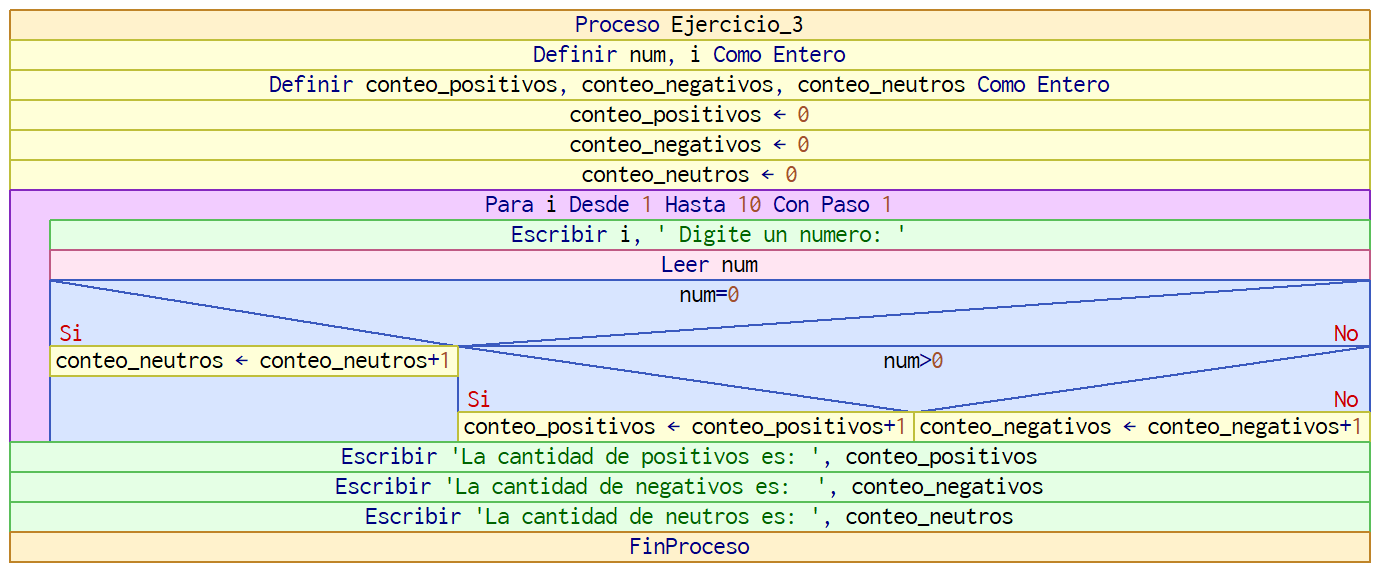 Proceso Ejercicio_3
Definir num, i Como Entero
Definir conteo_positivos, conteo_negativos, conteo_neutros Como Entero
conteo_positivos ← 0
conteo_negativos ← 0
conteo_neutros ← 0
Para i Desde 1 Hasta 10 Con Paso 1
Escribir i, ' Digite un numero: '
Leer num
num=0
Si No
conteo_neutros ← conteo_neutros+1 num>0
Si No
conteo_positivos ← conteo_positivos+1 conteo_negativos ← conteo_negativos+1
Escribir 'La cantidad de positivos es: ', conteo_positivos
Escribir 'La cantidad de negativos es:  ', conteo_negativos
Escribir 'La cantidad de neutros es: ', conteo_neutros
FinProceso